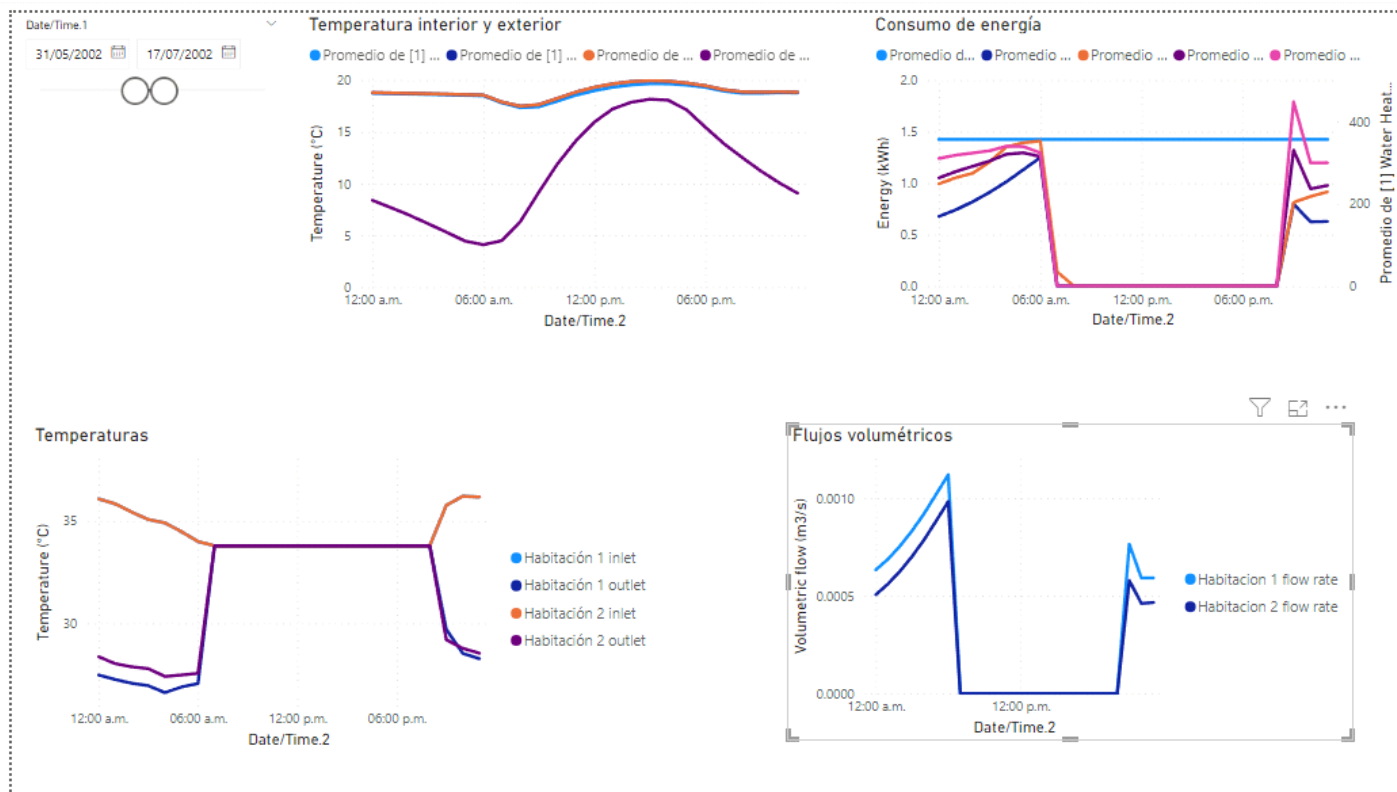 Date/Time.1
31/05/2002 17/07/2002
Temperatura interior y exterior
Promedio de [1] ... Promedio de [1] ... Promedio de ... Promedio de ...
Temperature (°C)
20
15
10
5
0
12:00 a.m. 06:00 a.m. 12:00 p.m. 06:00 p.m.
Date/Time.2
Consumo de energía
Promedio d... Promedio ... Promedio ... Promedio ... Promedio ...
Energy (kWh)
2.0
1.5
1.0
0.5
0.0
400
200
0
Promedio de [1] Water Heat...
12:00 a.m. 06:00 a.m. 12:00 p.m. 06:00 p.m.
Date/Time.2
Temperaturas
Temperature (°C)
35
30
12:00 a.m. 06:00 a.m. 12:00 p.m. 06:00 p.m.
Date/Time.2
Habitación 1 inlet
Habitación 1 outlet
Habitación 2 inlet
Habitación 2 outlet
Flujos volumétricos
Volumetric flow (m3/s)
0.0010
0.0005
0.0000
12:00 a.m. 12:00 p.m.
Date/Time.2
Habitacion 1 flow rate
Habitacion 2 flow rate